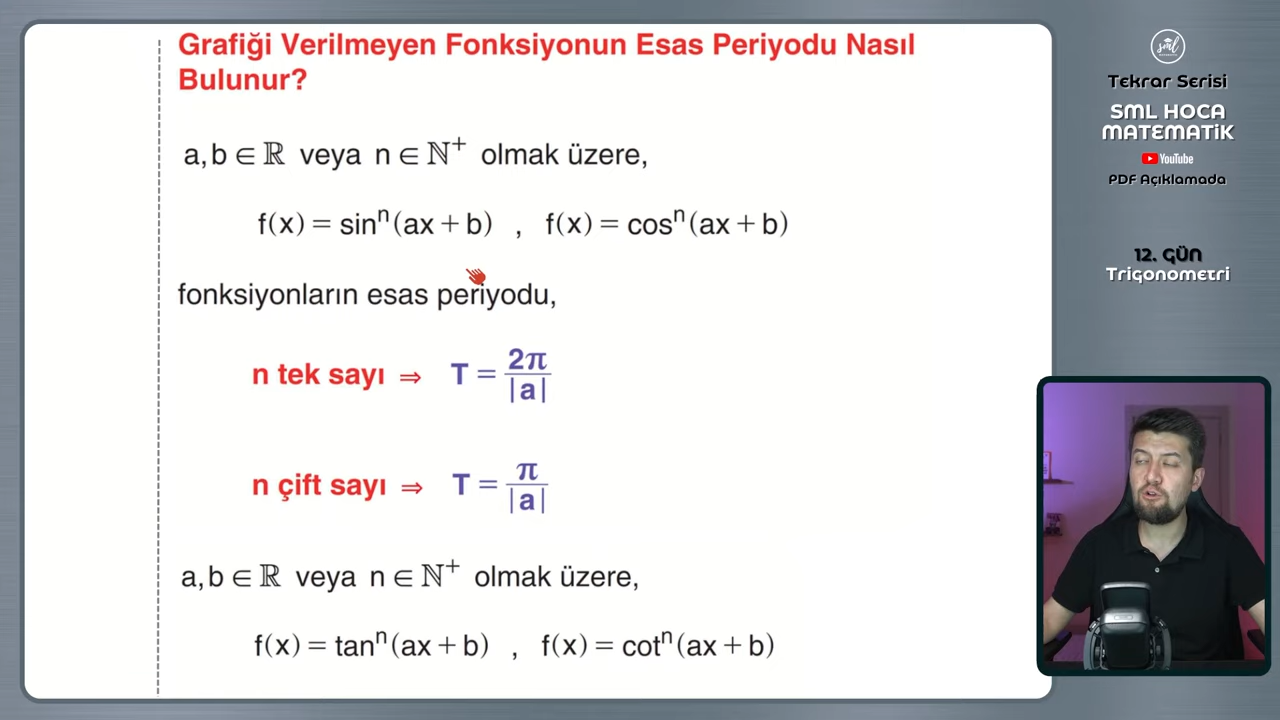 Grafiği Verilmeyen Fonksiyonun Esas Periyodu Nasıl
Bulunur?
a,b ∈ ℝ veya n ∈ ℕ⁺ olmak üzere,
f(x) = sinⁿ(ax + b) , f(x) = cosⁿ(ax + b)
fonksiyonların esas periyodu,
n tek sayı ⇒ T = 2π/|a|
n çift sayı ⇒ T = π/|a|
a,b ∈ ℝ veya n ∈ ℕ⁺ olmak üzere,
f(x) = tanⁿ(ax + b) , f(x) = cotⁿ(ax + b)
sml
Tekrar Serisi
SML HOCA
MATEMATİK
YouTube
PDF Açıklamada
12. GÜN
Trigonometri